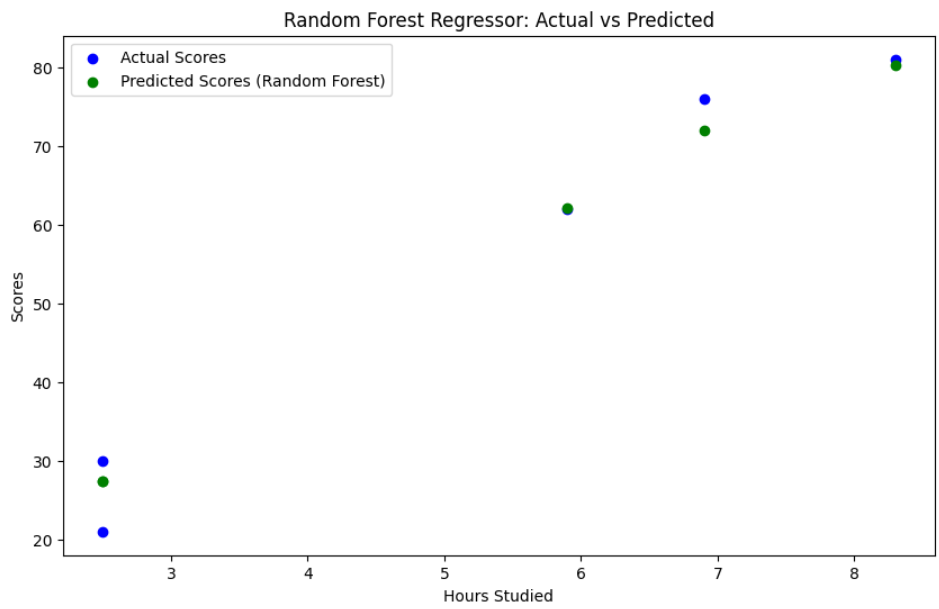 Random Forest Regressor: Actual vs Predicted
Actual Scores
Predicted Scores (Random Forest)
80
70
60
50
40
30
20
Scores
3 4 5 6 7 8
Hours Studied